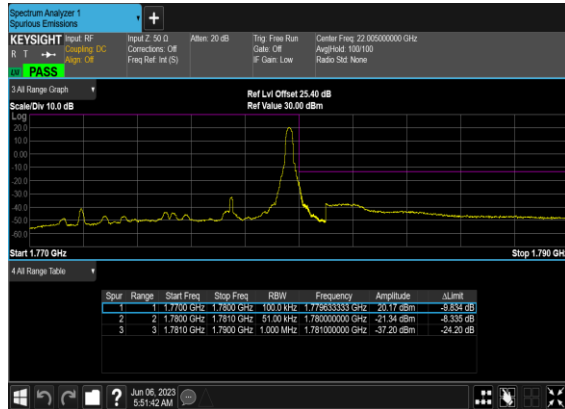 Spectrum Analyzer 1
Spurious Emissions
KEYSIGHT Input: RF Input Z: 50 Ω Atten: 20 dB Trig: Free Run Center Freq: 22.005000000 GHz
R T Coupling: DC Corrections: Off Gate: Off Avg|Hold: 100/100
Align: Off Freq Ref: Int (S) IF Gain: Low Radio Std: None
PASS
3 All Range Graph
Ref Lvl Offset 25.40 dB
Scale/Div 10.0 dB Ref Value 30.00 dBm
Log
20.0
10.0
0.00
-10.0
-20.0
-30.0
-40.0
-50.0
-60.0
Start 1.770 GHz Stop 1.790 GH
4 All Range Table
Spur Range Start Freq Stop Freq RBW Frequency Amplitude ΔLimit
1 1 1.7700 GHz 1.7800 GHz 100.0 kHz 1.779633333 GHz 20.17 dBm -9.834 dB
2 2 1.7800 GHz 1.7810 GHz 51.00 kHz 1.780000000 GHz -21.34 dBm -8.335 dB
3 3 1.7810 GHz 1.7900 GHz 1.000 MHz 1.781000000 GHz -37.20 dBm -24.20 dB
? Jun 06, 2023
5:51:42 AM